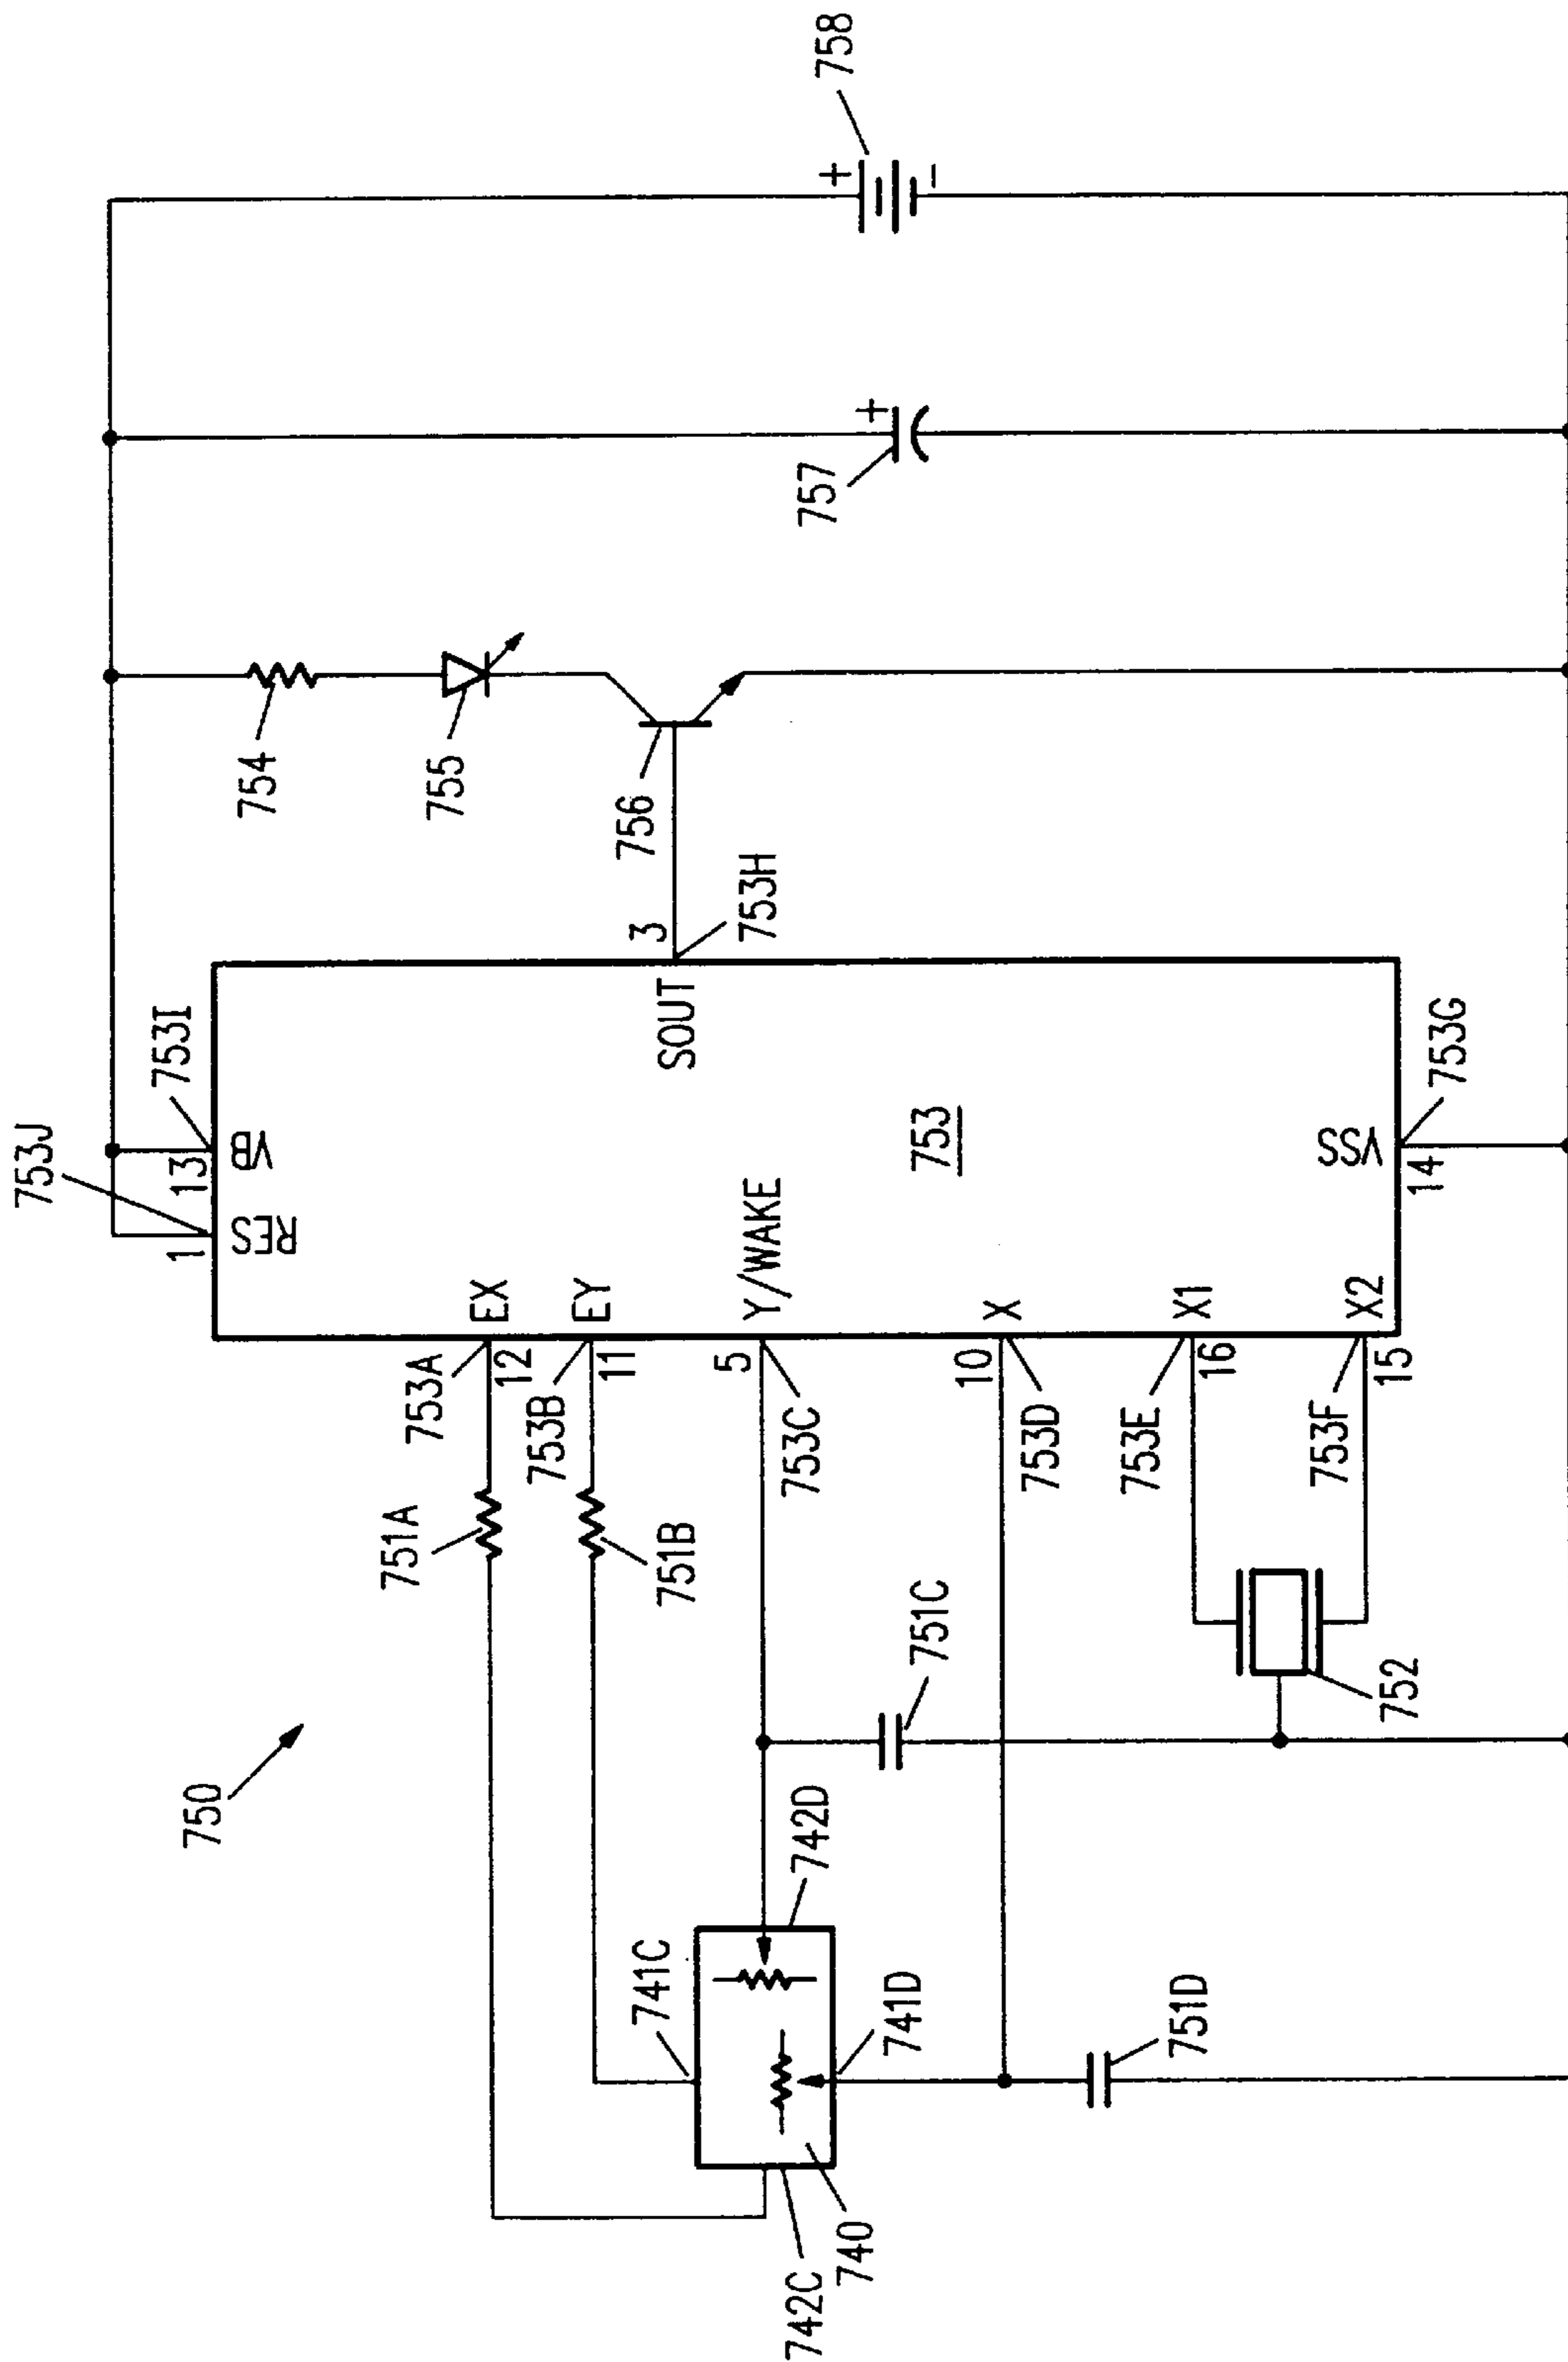 750
753J
753I
1
13
RES
VB
753A
12
EX
751A
753B
11
EY
751B
754
755
756
3
753H
SOUT
5
Y/WAKE
753C
751C
742D
741C
741D
742C
740
10
X
753D
753
757
+
758
+
–
16
X1
753E
15
X2
753F
752
751D
VSS
14
753G